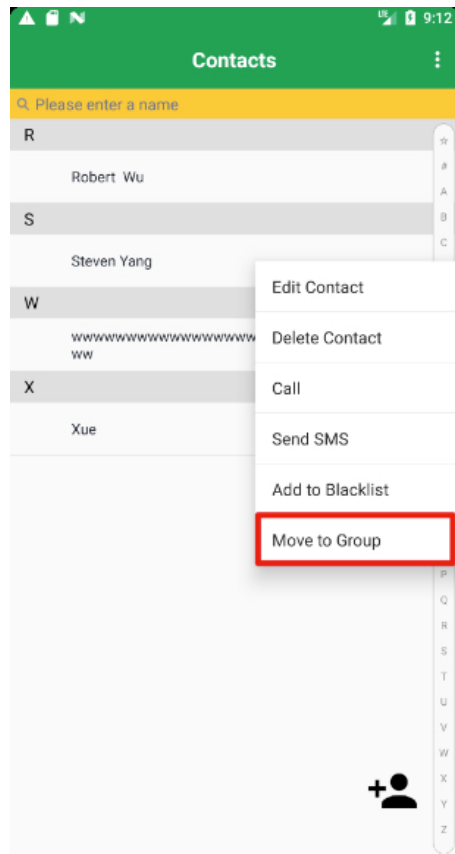 9:12
Contacts
Please enter a name
R
Robert Wu
S
Steven Yang
W
wwwwwwwwwwwwwwwww
ww
X
Xue
Edit Contact
Delete Contact
Call
Send SMS
Add to Blacklist
Move to Group
☆
#
A
B
C
P
Q
R
S
T
U
V
W
X
Y
Z